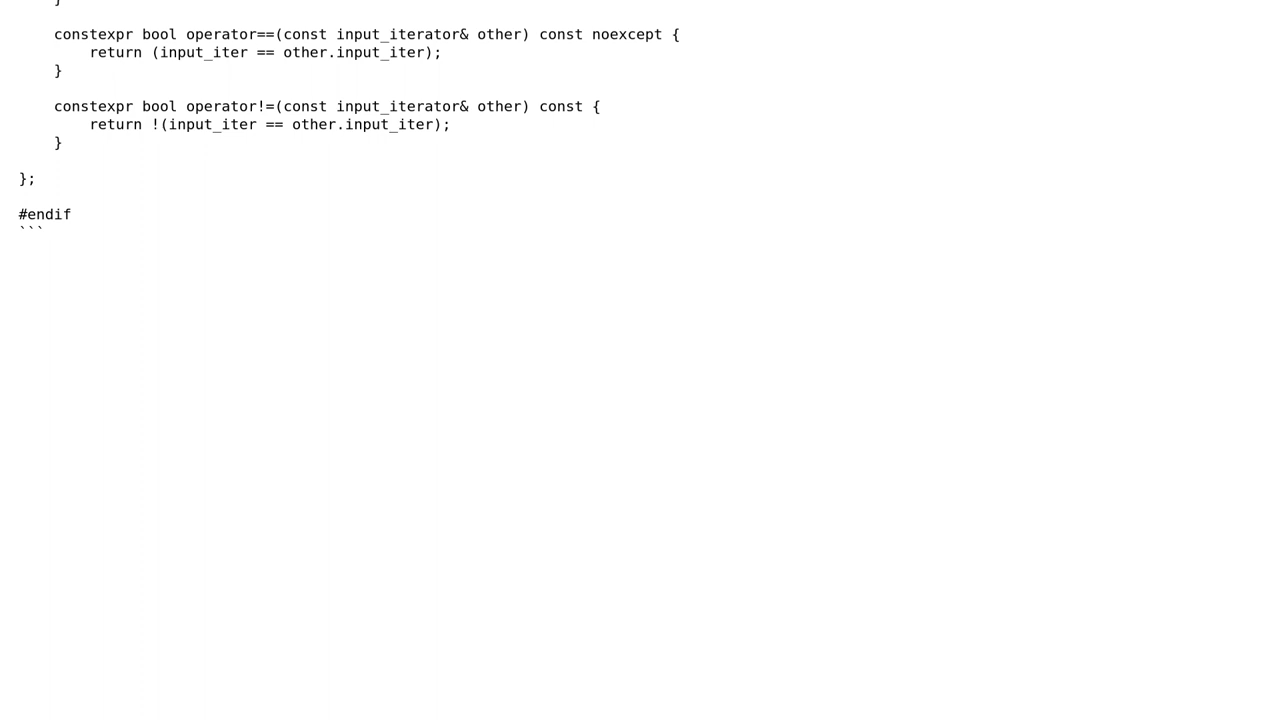 }
    constexpr bool operator==(const input_iterator& other) const noexcept {
        return (input_iter == other.input_iter);
    }
    constexpr bool operator!=(const input_iterator& other) const {
        return !(input_iter == other.input_iter);
    }
};
#endif
```